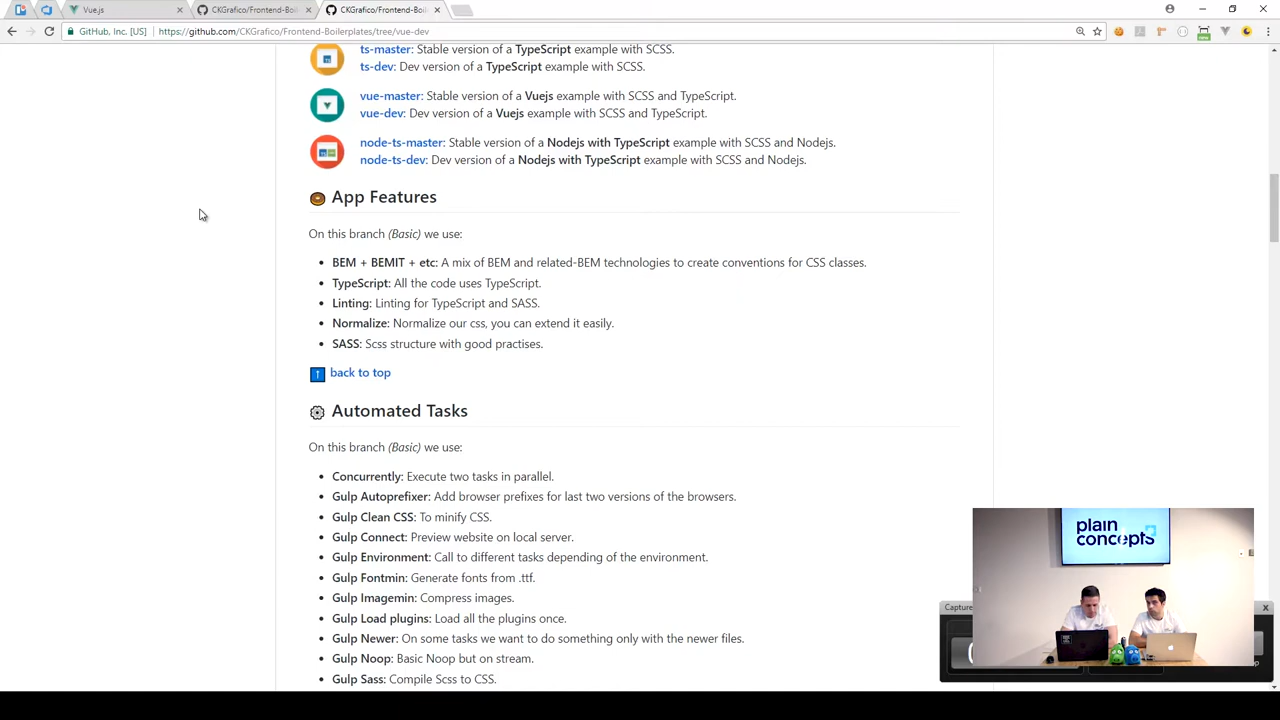 Vue.js
CKGrafico/Frontend-Boile
CKGrafico/Frontend-Boile
GitHub, Inc. [US]
https://github.com/CKGrafico/Frontend-Boilerplates/tree/vue-dev
ts-master: Stable version of a TypeScript example with SCSS.
ts-dev: Dev version of a TypeScript example with SCSS.
vue-master: Stable version of a Vuejs example with SCSS and TypeScript.
vue-dev: Dev version of a Vuejs example with SCSS and TypeScript.
node-ts-master: Stable version of a Nodejs with TypeScript example with SCSS and Nodejs.
node-ts-dev: Dev version of a Nodejs with TypeScript example with SCSS and Nodejs.
App Features
On this branch (Basic) we use:
• BEM + BEMIT + etc: A mix of BEM and related-BEM technologies to create conventions for CSS classes.
• TypeScript: All the code uses TypeScript.
• Linting: Linting for TypeScript and SASS.
• Normalize: Normalize our css, you can extend it easily.
• SASS: Scss structure with good practises.
back to top
Automated Tasks
On this branch (Basic) we use:
• Concurrently: Execute two tasks in parallel.
• Gulp Autoprefixer: Add browser prefixes for last two versions of the browsers.
• Gulp Clean CSS: To minify CSS.
• Gulp Connect: Preview website on local server.
• Gulp Environment: Call to different tasks depending of the environment.
• Gulp Fontmin: Generate fonts from .ttf.
• Gulp Imagemin: Compress images.
• Gulp Load plugins: Load all the plugins once.
• Gulp Newer: On some tasks we want to do something only with the newer files.
• Gulp Noop: Basic Noop but on stream.
• Gulp Sass: Compile Scss to CSS.
plain
concepts
Capture